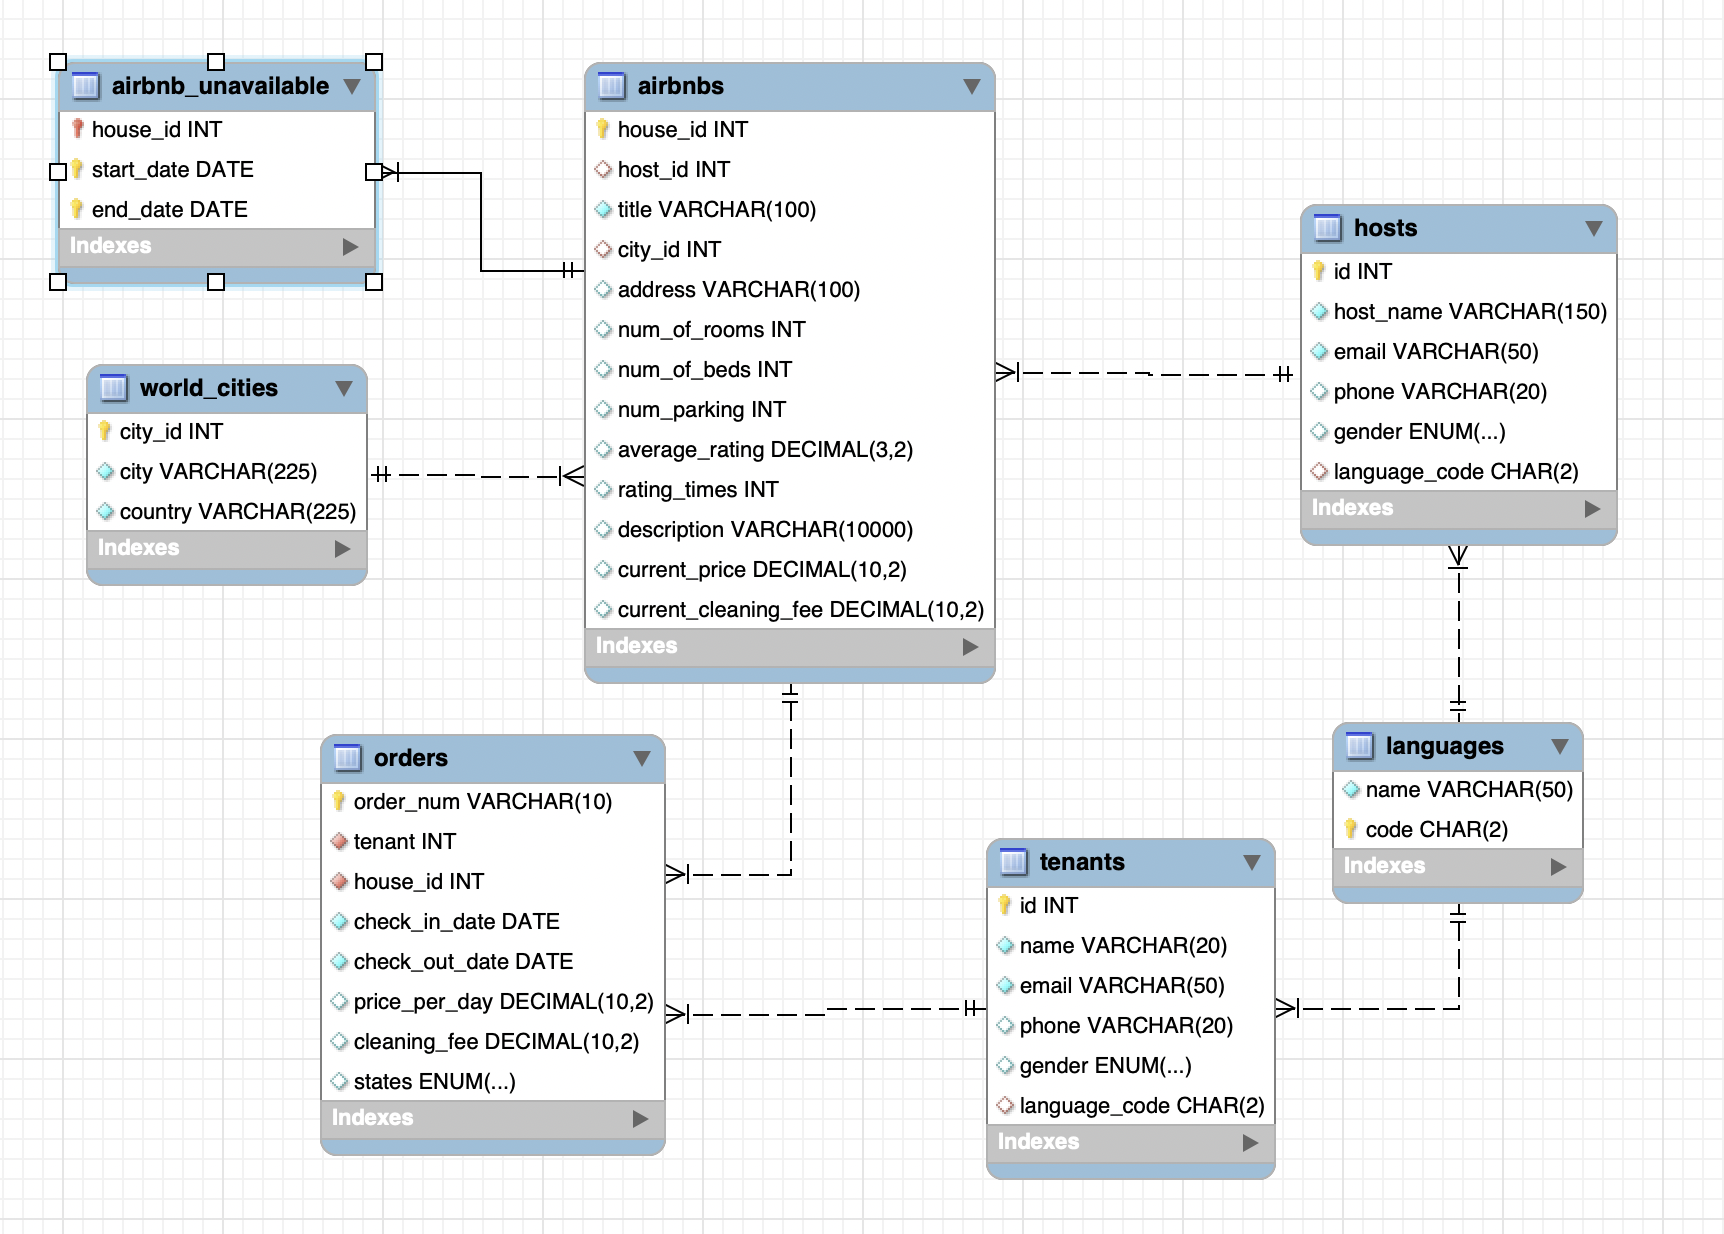 airbnb_unavailable
house_id INT
start_date DATE
end_date DATE
Indexes
airbnbs
house_id INT
host_id INT
title VARCHAR(100)
city_id INT
address VARCHAR(100)
num_of_rooms INT
num_of_beds INT
num_parking INT
average_rating DECIMAL(3,2)
rating_times INT
description VARCHAR(10000)
current_price DECIMAL(10,2)
current_cleaning_fee DECIMAL(10,2)
Indexes
hosts
id INT
host_name VARCHAR(150)
email VARCHAR(50)
phone VARCHAR(20)
gender ENUM(...)
language_code CHAR(2)
Indexes
world_cities
city_id INT
city VARCHAR(225)
country VARCHAR(225)
Indexes
orders
order_num VARCHAR(10)
tenant INT
house_id INT
check_in_date DATE
check_out_date DATE
price_per_day DECIMAL(10,2)
cleaning_fee DECIMAL(10,2)
states ENUM(...)
Indexes
tenants
id INT
name VARCHAR(20)
email VARCHAR(50)
phone VARCHAR(20)
gender ENUM(...)
language_code CHAR(2)
Indexes
languages
name VARCHAR(50)
code CHAR(2)
Indexes